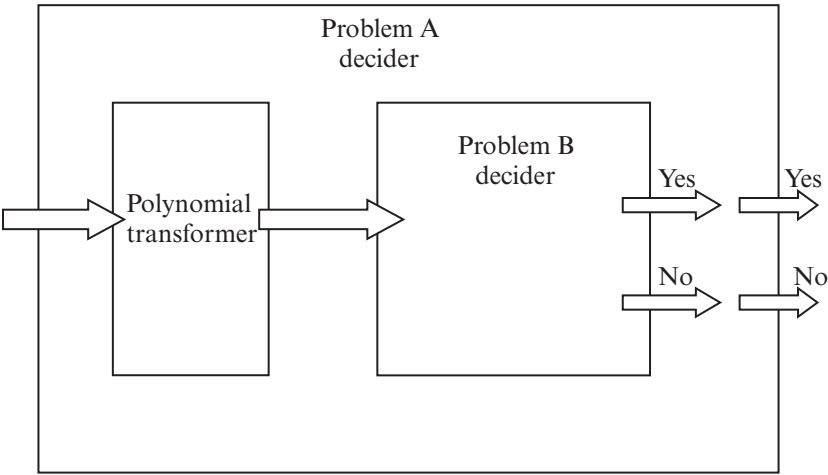 Problem A
decider
Problem B
decider
Polynomial
transformer
Yes
Yes
No
No